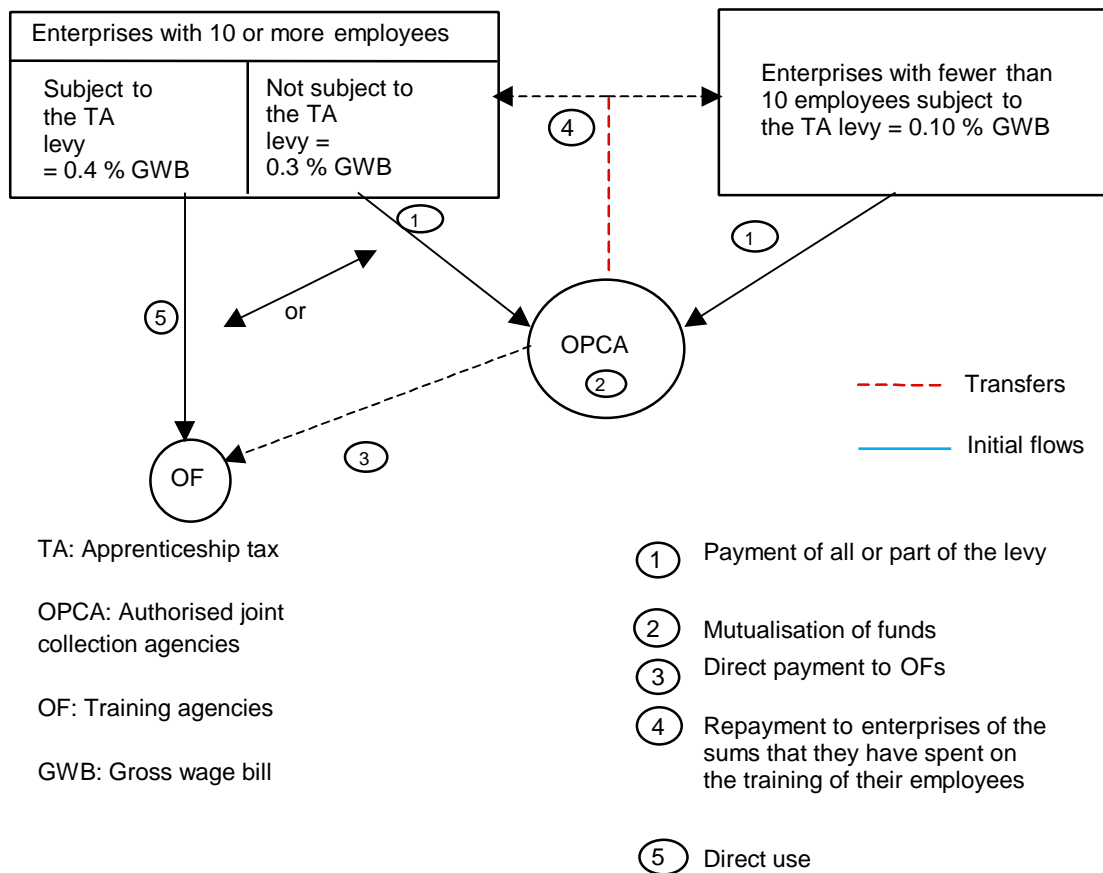 Enterprises with 10 or more employees
Subject to
the TA
levy
= 0.4 % GWB
Not subject to
the TA
levy =
0.3 % GWB
Enterprises with fewer than
10 employees subject to
the TA levy = 0.10 % GWB
4
1
1
5
or
OPCA
2
3
OF
Transfers
Initial flows
TA: Apprenticeship tax
OPCA: Authorised joint
collection agencies
OF: Training agencies
GWB: Gross wage bill
1 Payment of all or part of the levy
2 Mutualisation of funds
3 Direct payment to OFs
4 Repayment to enterprises of the
sums that they have spent on
the training of their employees
5 Direct use